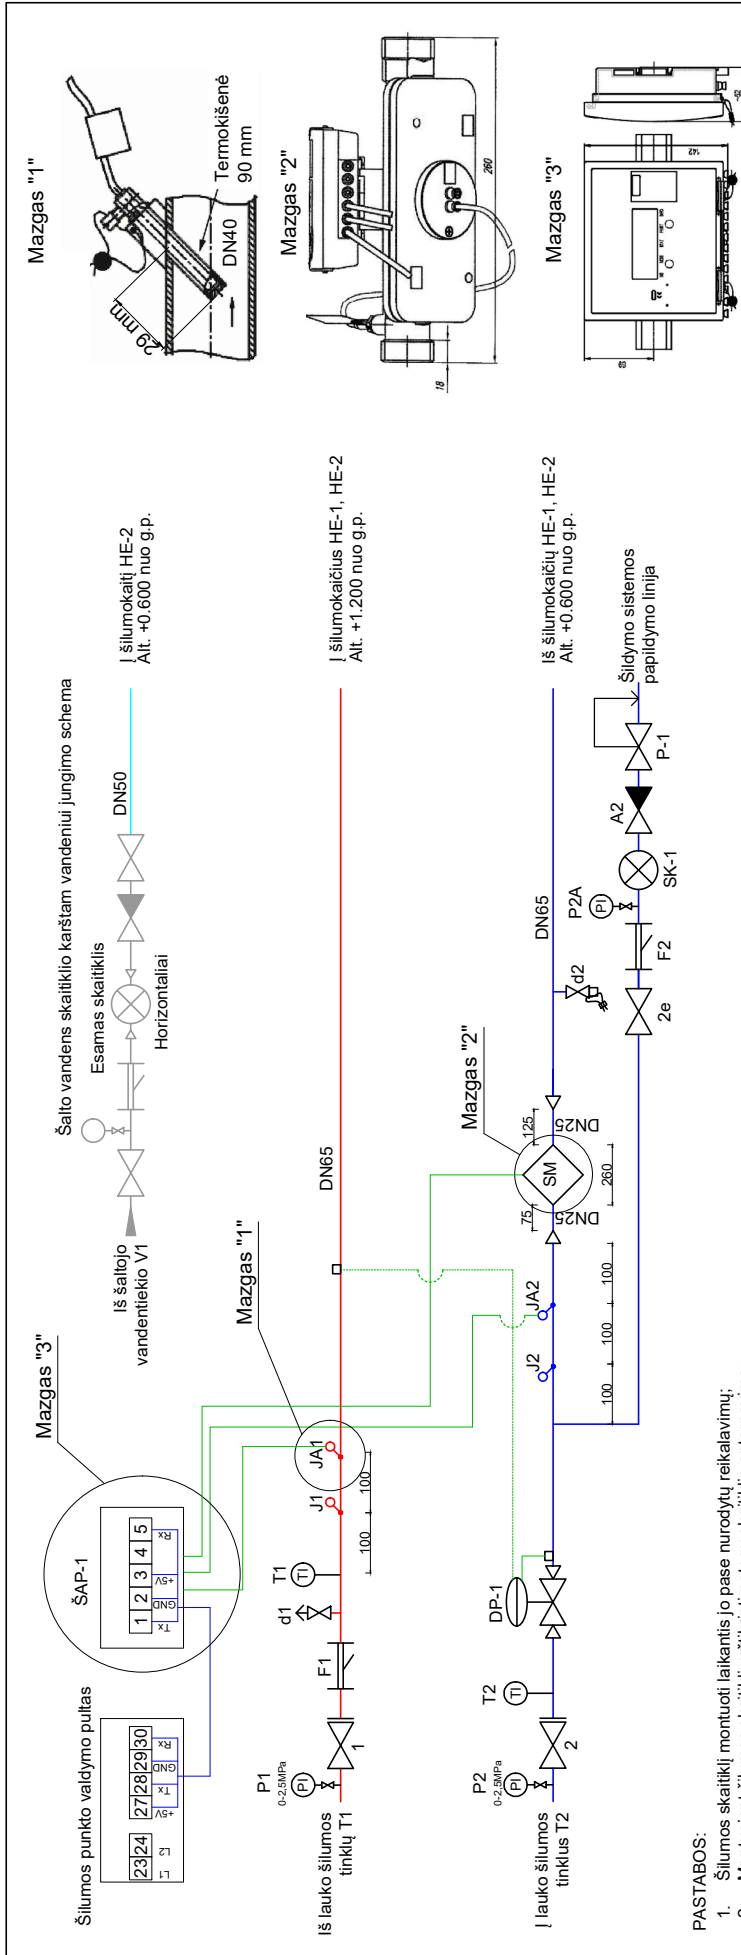 Mazgas "1"
Termokišenė
90 mm
DN40
29 mm
Mazgas "2"
260
18
Mazgas "3"
142
69
Šalto vandens skaitiklio karštam vandeniui jungimo schema
Iš šaltojo
vandentiekio V1
Esamas skaitiklis
Horizontaliai
DN50
Į šilumokaitį HE-2
Alt. +0.600 nuo g.p.
Mazgas "3"
Šilumos punkto valdymo pultas
23 24 27 28 29 30
L1 L2 +5V Tx GND Rx
ŠAP-1
1 2 3 4 5
Tx GND +5V Rx
Mazgas "1"
Iš lauko šilumos
tinklų T1
P1
0-2,5MPa
PI
1
F1
d1
T1
TI
J1
JA1
100
100
DN65
Į šilumokaičius HE-1, HE-2
Alt. +1.200 nuo g.p.
Mazgas "2"
Į lauko šilumos
tinklus T2
P2
0-2,5MPa
PI
2
T2
TI
DP-1
J2
JA2
100
100
100
75
260
125
DN25
DN25
SM
d2
DN65
Iš šilumokaičių HE-1, HE-2
Alt. +0.600 nuo g.p.
2e
F2
P2A
PI
SK-1
A2
P-1
Šildymo sistemos
papildymo linija
PASTABOS:
1. Šilumos skaitiklį montuoti laikantis jo pase nurodytų reikalavimų;